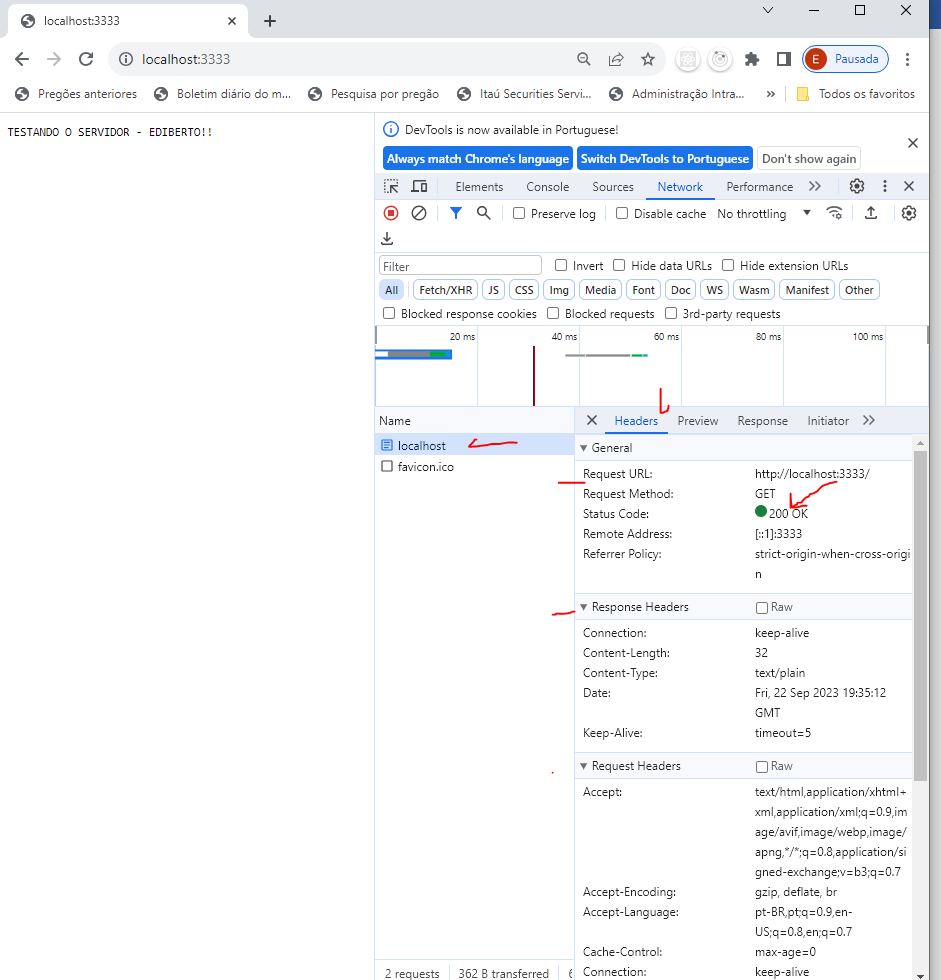 localhost:3333
localhost:3333
E Pausada
Pregões anteriores Boletim diário do m... Pesquisa por pregão Itaú Securities Servi... Administração Intra... » Todos os favoritos
TESTANDO O SERVIDOR - EDIBERTO!!
DevTools is now available in Portuguese!
Always match Chrome's language Switch DevTools to Portuguese Don't show again
Elements Console Sources Network Performance »
Preserve log Disable cache No throttling
Filter Invert Hide data URLs Hide extension URLs
All Fetch/XHR JS CSS Img Media Font Doc WS Wasm Manifest Other
Blocked response cookies Blocked requests 3rd-party requests
20 ms 40 ms 60 ms 80 ms 100 ms
Name
localhost
favicon.ico
Headers Preview Response Initiator »
General
Request URL: http://localhost:3333/
Request Method: GET
Status Code: 200 OK
Remote Address: [::1]:3333
Referrer Policy: strict-origin-when-cross-origi
n
Response Headers Raw
Connection: keep-alive
Content-Length: 32
Content-Type: text/plain
Date: Fri, 22 Sep 2023 19:35:12
GMT
Keep-Alive: timeout=5
Request Headers Raw
Accept: text/html,application/xhtml+
xml,application/xml;q=0.9,im
age/avif,image/webp,image/
apng,*/*;q=0.8,application/si
gned-exchange;v=b3;q=0.7
Accept-Encoding: gzip, deflate, br
Accept-Language: pt-BR,pt;q=0.9,en-
US;q=0.8,en;q=0.7
Cache-Control: max-age=0
Connection: keep-alive
2 requests 362 B transferred